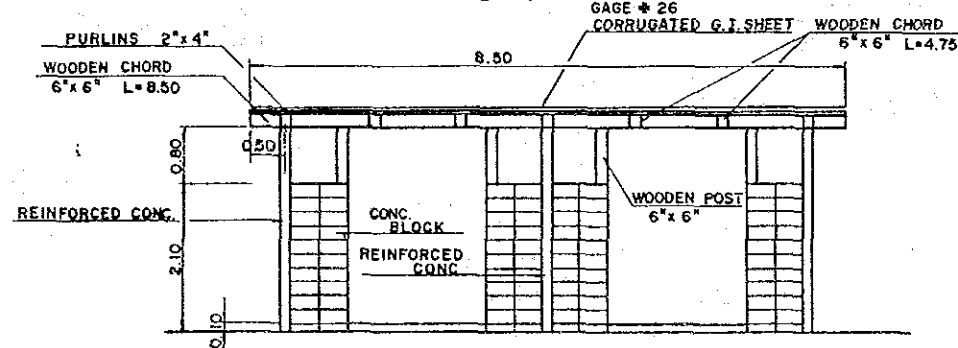 GAGE # 26
CORRUGATED G.I. SHEET
WOODEN CHORD
6"x 6" L=4.75
PURLINS 2"x 4"
8.50
WOODEN CHORD
6"x 6" L=8.50
0.50
0.80
WOODEN POST
6"x 6"
REINFORCED CONC.
CONC.
BLOCK
REINFORCED
CONC
2.10
0.10